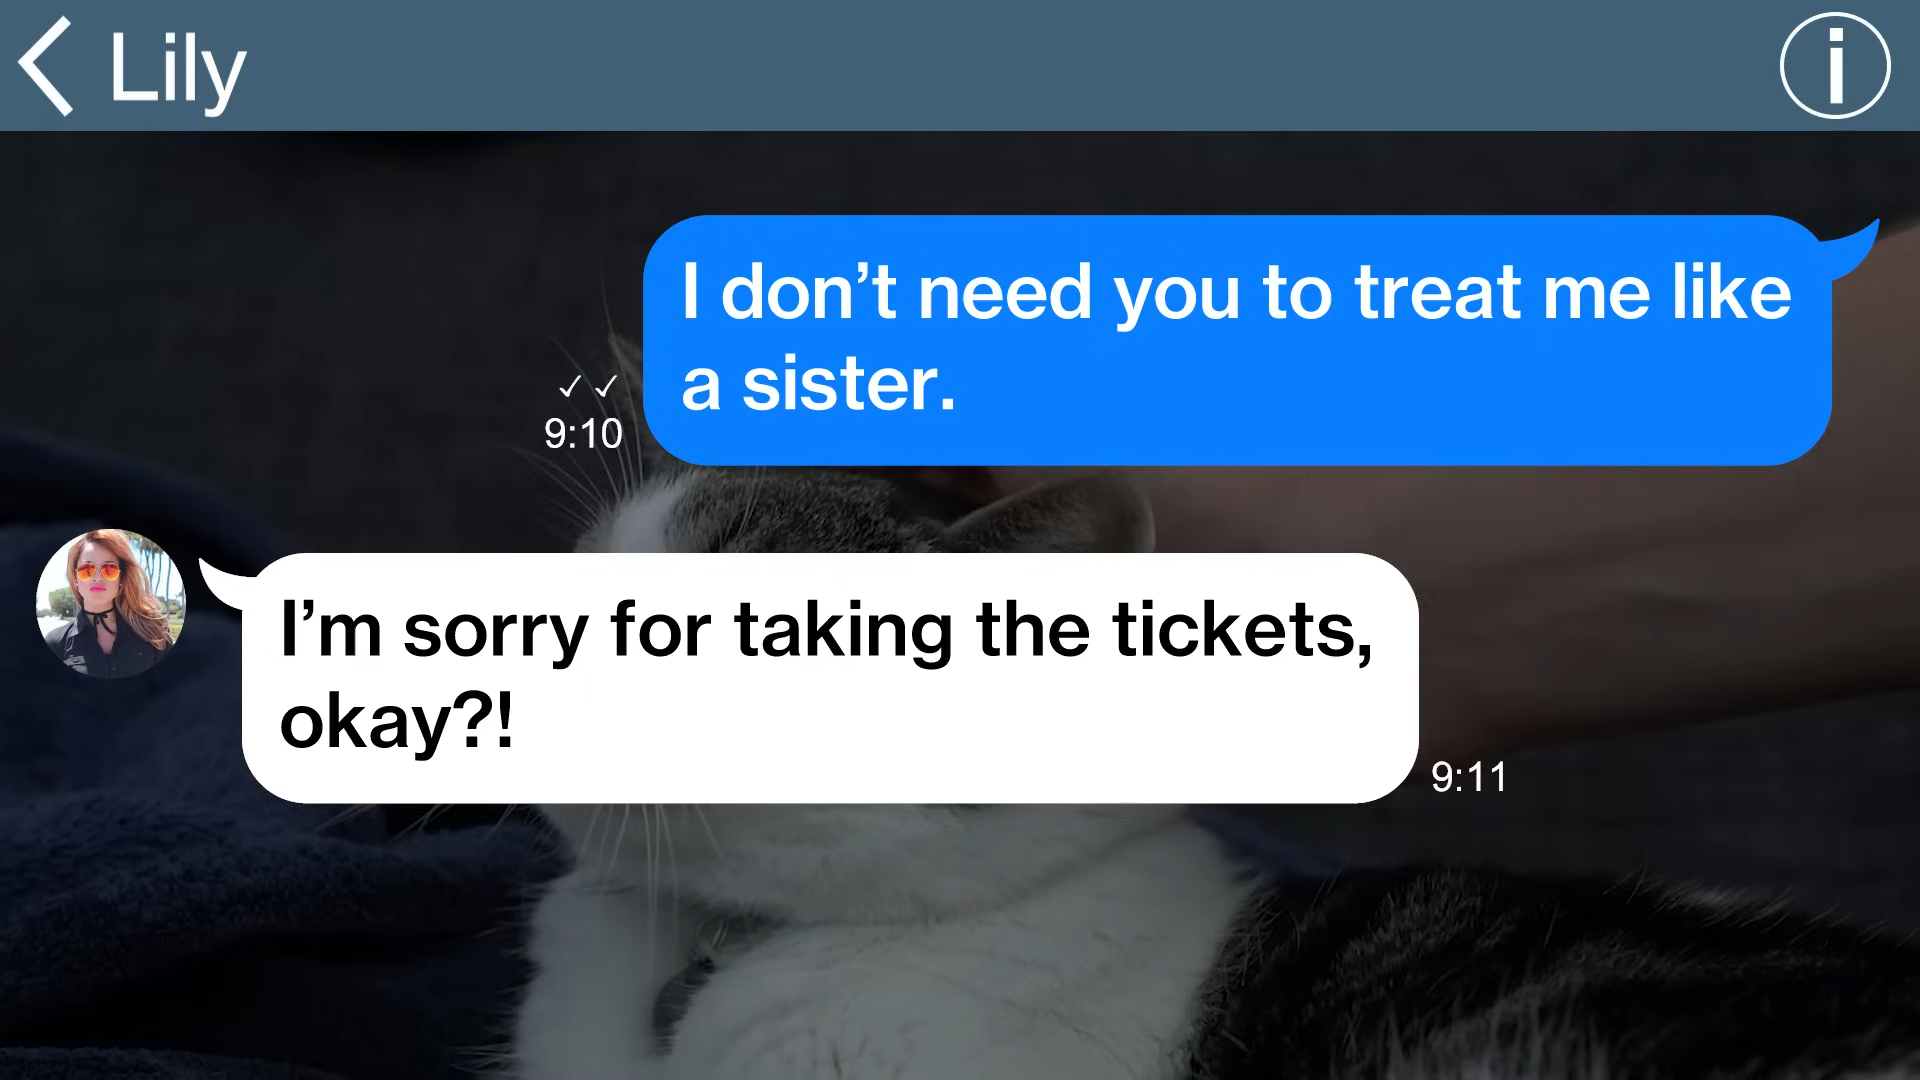 Lily
I don’t need you to treat me like
a sister.
✓✓
9:10
I’m sorry for taking the tickets,
okay?!
9:11